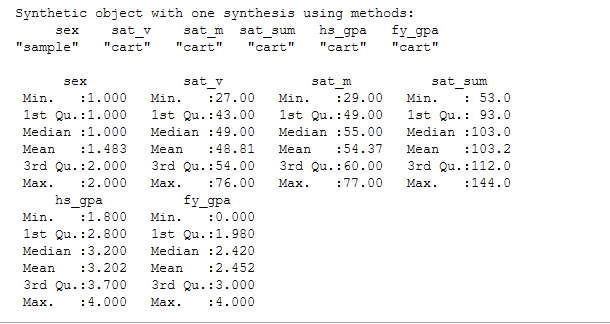 Synthetic object with one synthesis using methods:
     sex    sat_v    sat_m  sat_sum   hs_gpa   fy_gpa
"sample"   "cart"   "cart"   "cart"   "cart"   "cart"

      sex            sat_v           sat_m          sat_sum
 Min.   :1.000   Min.   :27.00   Min.   :29.00   Min.   : 53.0
 1st Qu.:1.000   1st Qu.:43.00   1st Qu.:49.00   1st Qu.: 93.0
 Median :1.000   Median :49.00   Median :55.00   Median :103.0
 Mean   :1.483   Mean   :48.81   Mean   :54.37   Mean   :103.2
 3rd Qu.:2.000   3rd Qu.:54.00   3rd Qu.:60.00   3rd Qu.:112.0
 Max.   :2.000   Max.   :76.00   Max.   :77.00   Max.   :144.0
     hs_gpa          fy_gpa
 Min.   :1.800   Min.   :0.000
 1st Qu.:2.800   1st Qu.:1.980
 Median :3.200   Median :2.420
 Mean   :3.202   Mean   :2.452
 3rd Qu.:3.700   3rd Qu.:3.000
 Max.   :4.000   Max.   :4.000